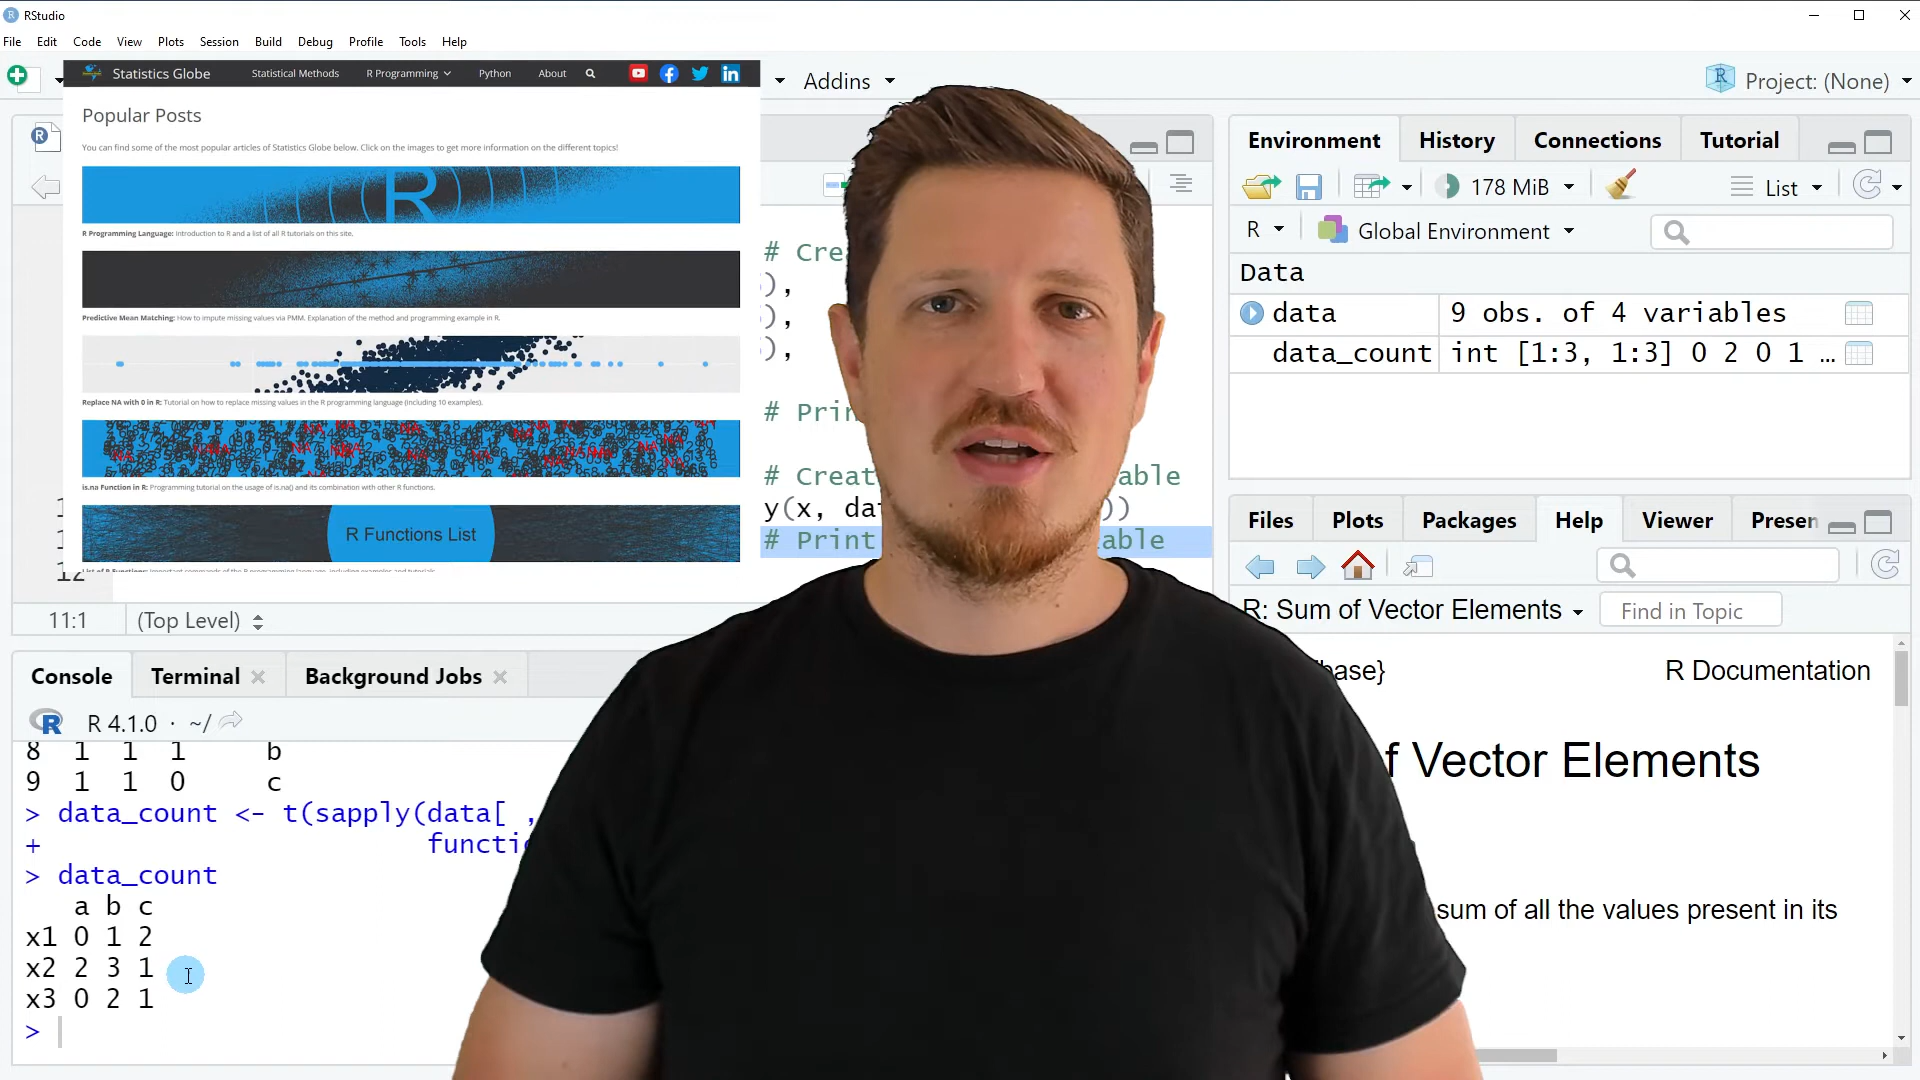 RStudio
File Edit Code View Plots Session Build Debug Profile Tools Help
Statistics Globe Statistical Methods R Programming Python About
Addins
Project: (None)
Popular Posts
You can find some of the most popular articles of Statistics Globe below. Click on the images to get more information on the different topics!
R
R Programming Language: Introduction to R and a list of all R tutorials on this site.
Predictive Mean Matching: How to impute missing values via PMM. Explanation of the method and programming example in R.
Replace NA with 0 in R: Tutorial on how to replace missing values in the R programming language (including 10 examples).
is.na Function in R: Programming tutorial on the usage of is.na() and its combination with other R functions.
R Functions List
# Cre
),
),
),
# Prin
# Creat able
y(x, dat ))
# Print able
12
11:1 (Top Level)
Environment History Connections Tutorial
178 MiB List
R Global Environment
Data
data 9 obs. of 4 variables
data_count int [1:3, 1:3] 0 2 0 1 …
Files Plots Packages Help Viewer Presen
R: Sum of Vector Elements Find in Topic
base} R Documentation
f Vector Elements
sum of all the values present in its
Console Terminal Background Jobs
R 4.1.0 · ~/
8 1 1 1 b
9 1 1 0 c
> data_count <- t(sapply(data[ ,
+ functio
> data_count
a b c
x1 0 1 2
x2 2 3 1
x3 0 2 1
>